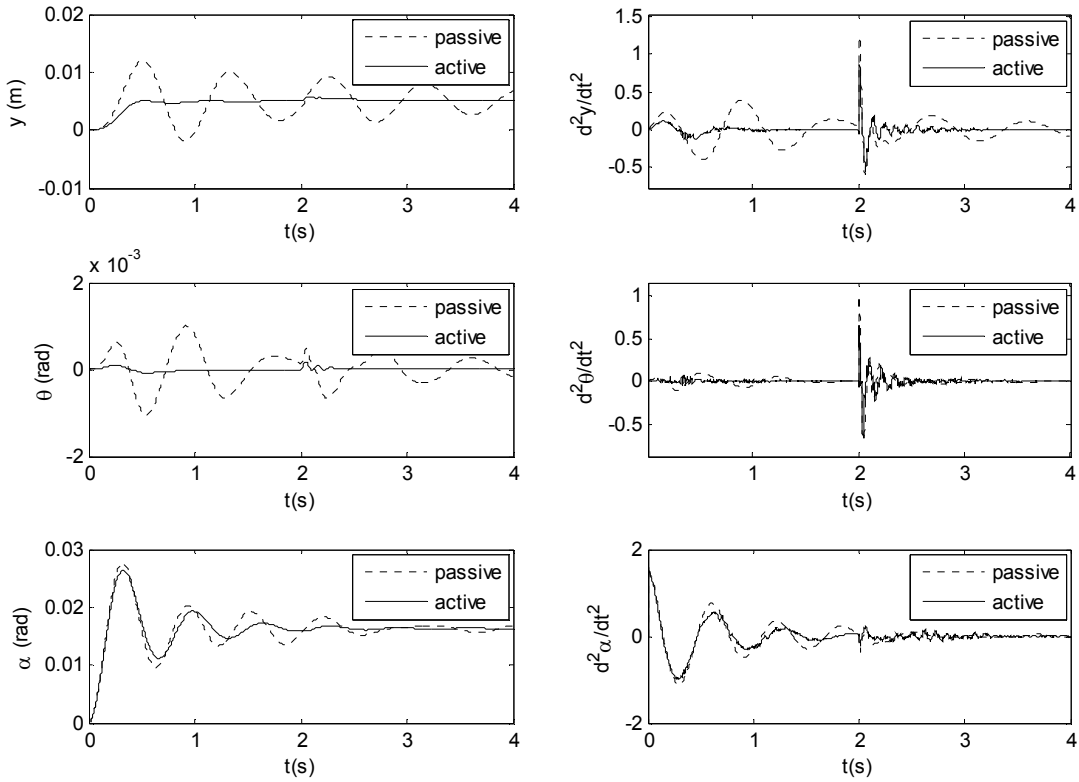 0.02
0.01
0
-0.01
y (m)
0 1 2 3 4
t(s)
passive
active
1.5
1
0.5
0
-0.5
d²y/dt²
0 1 2 3 4
t(s)
passive
active
x 10⁻³
2
0
-2
θ (rad)
0 1 2 3 4
t(s)
passive
active
1
0.5
0
-0.5
d²θ/dt²
0 1 2 3 4
t(s)
passive
active
0.03
0.02
0.01
0
α (rad)
0 1 2 3 4
t(s)
passive
active
2
0
-2
d²α/dt²
0 1 2 3 4
t(s)
passive
active